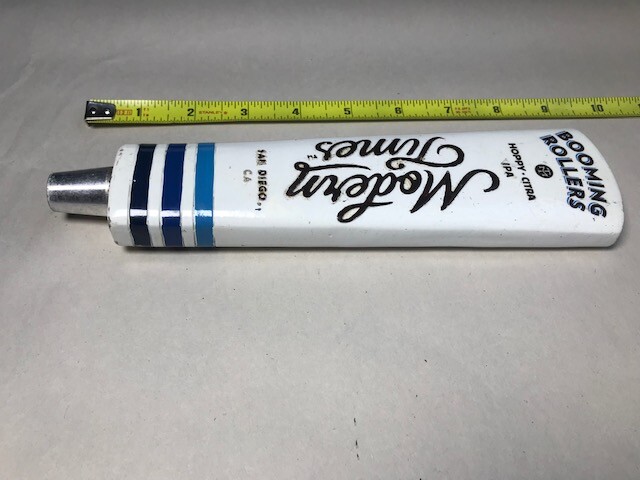 1 2 STANLEY 3 4 5 6 7 8 9 10
BOOMING
ROLLERS
HOPPY · CITRA
IPA
Modern
Times
SAN DIEGO,
CA